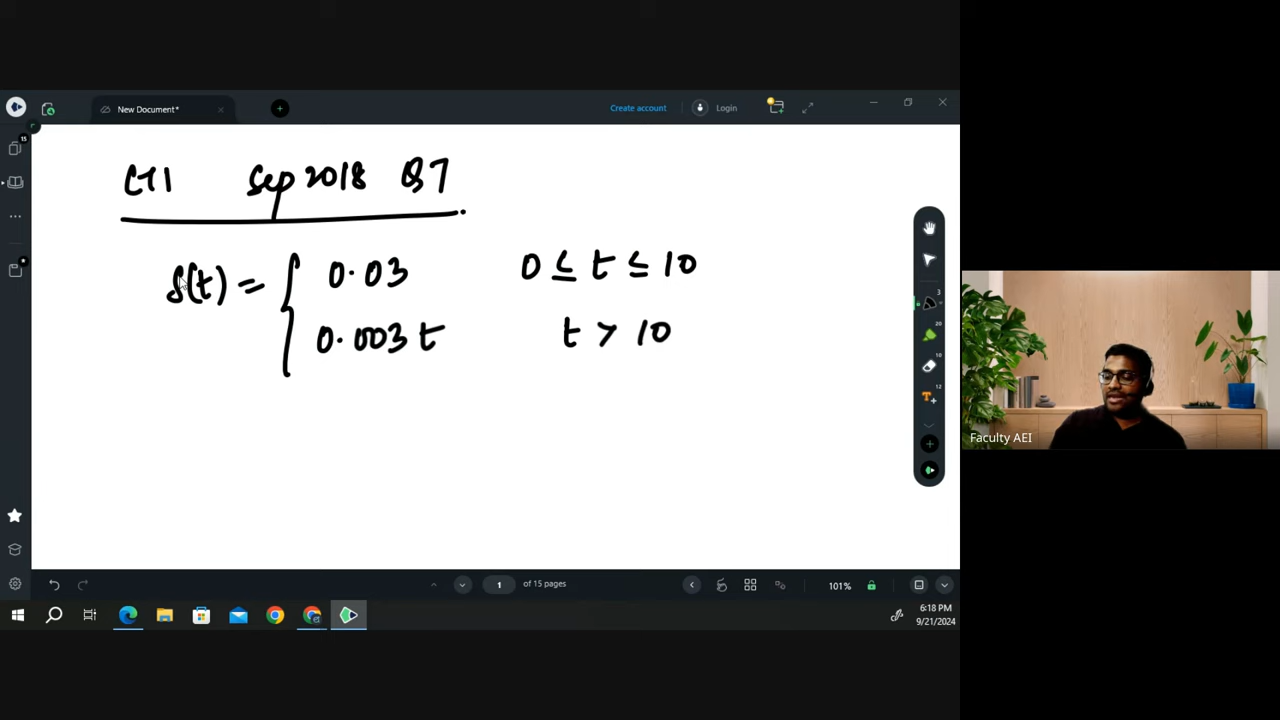 New Document*
Create account
Login
CT1 Sep 2018 Q7
δ(t) = { 0.03 0 ≤ t ≤ 10
0.003 t t > 10
Faculty AEI
1 of 15 pages
101%
6:18 PM
9/21/2024